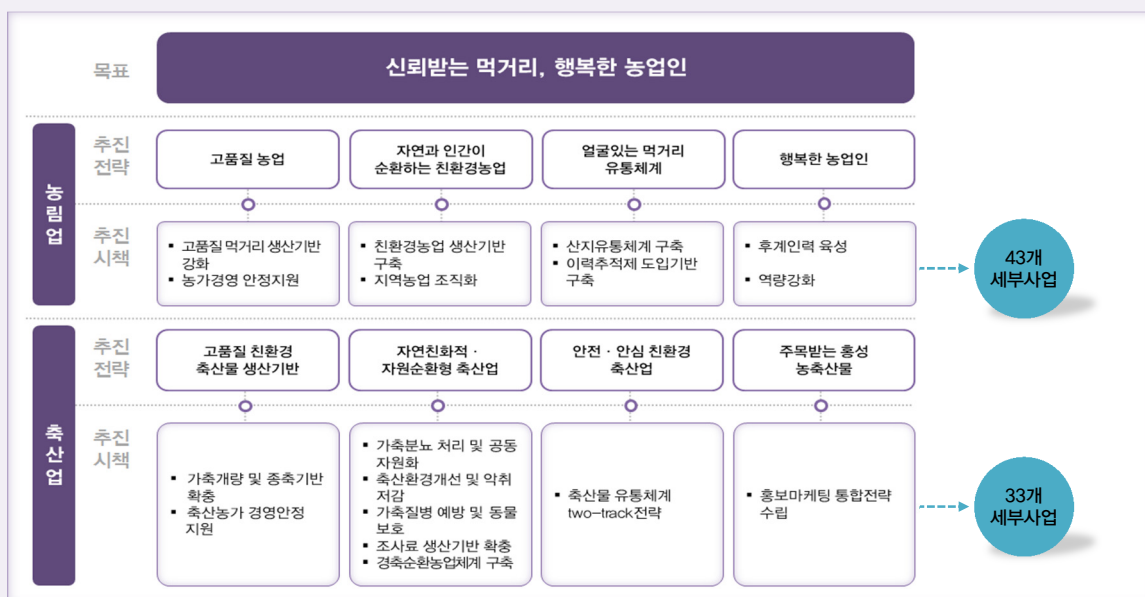 목표
신뢰받는 먹거리, 행복한 농업인
농림업
추진
전략
고품질 농업
자연과 인간이
순환하는 친환경농업
얼굴있는 먹거리
유통체계
행복한 농업인
추진
시책
▪ 고품질 먹거리 생산기반
강화
▪ 농가경영 안정지원
▪ 친환경농업 생산기반
구축
▪ 지역농업 조직화
▪ 산지유통체계 구축
▪ 이력추적제 도입기반
구축
▪ 후계인력 육성
▪ 역량강화
43개
세부사업
축산업
추진
전략
고품질 친환경
축산물 생산기반
자연친화적 ·
자원순환형 축산업
안전 · 안심 친환경
축산업
주목받는 홍성
농축산물
추진
시책
▪ 가축개량 및 종축기반
확충
▪ 축산농가 경영안정
지원
▪ 가축분뇨 처리 및 공동
자원화
▪ 축산환경개선 및 악취
저감
▪ 가축질병 예방 및 동물
보호
▪ 조사료 생산기반 확충
▪ 경축순환농업체계 구축
▪ 축산물 유통체계
two-track전략
▪ 홍보마케팅 통합전략
수립
33개
세부사업